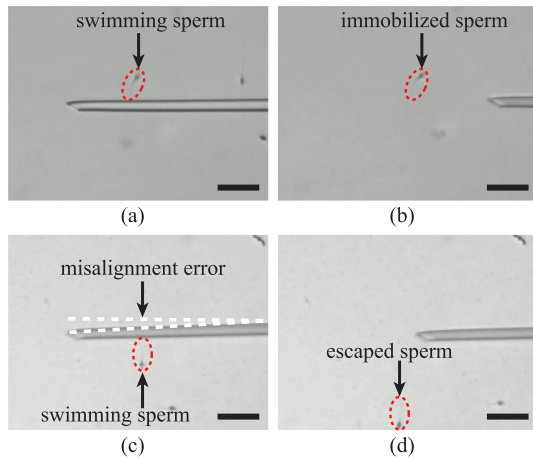 swimming sperm
immobilized sperm
(a)
(b)
misalignment error
swimming sperm
(c)
escaped sperm
(d)